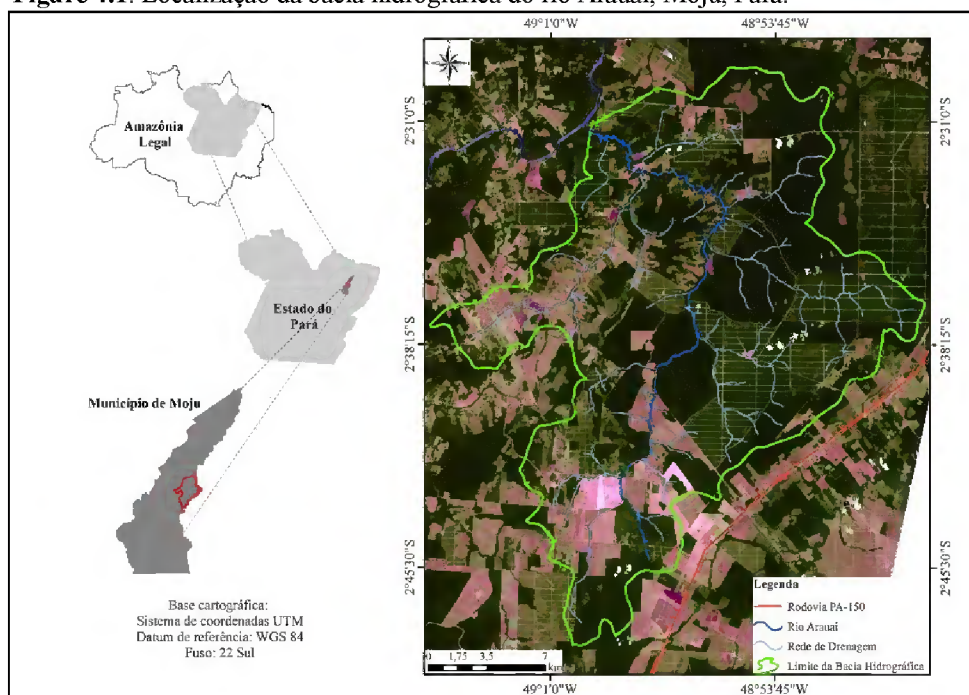 Figure 4.1. Localização da bacia hidrográfica do rio Arauaí, Moju, Pará.
49°1'0"W
48°53'45"W
Amazônia
Legal
2°31'0"S
2°31'0"S
Estado do
Pará
2°38'15"S
2°38'15"S
Município de Moju
2°45'30"S
2°45'30"S
Base cartográfica:
Sistema de coordenadas UTM
Datum de referência: WGS 84
Fuso: 22 Sul
Legenda
Rodovia PA-150
Rio Arauaí
Rede de Drenagem
Limite da Bacia Hidrográfica
0 1,75 3,5 7
km
49°1'0"W
48°53'45"W